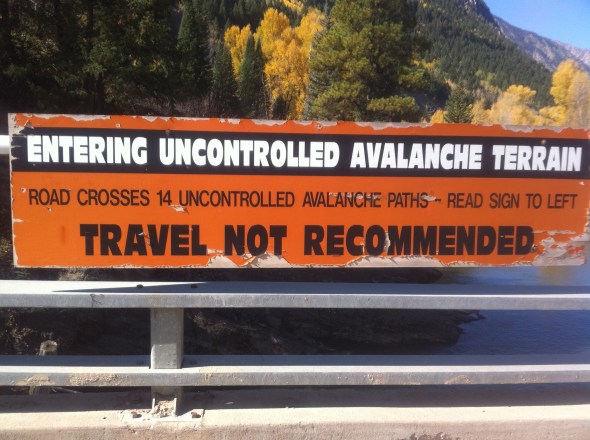 ENTERING UNCONTROLLED AVALANCHE TERRAIN
ROAD CROSSES 14 UNCONTROLLED AVALANCHE PATHS - READ SIGN TO LEFT
TRAVEL NOT RECOMMENDED